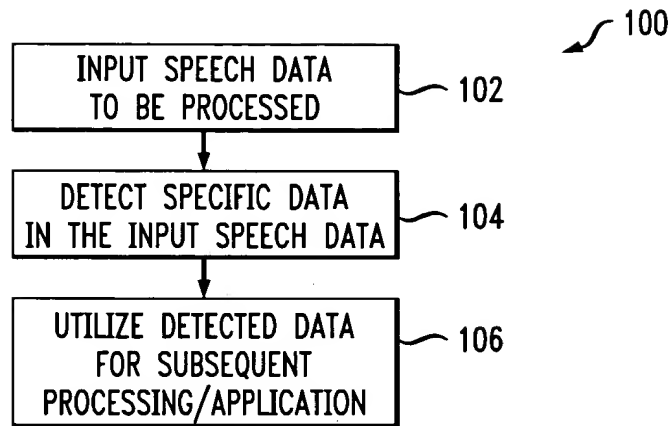 100
INPUT SPEECH DATA
TO BE PROCESSED
102
DETECT SPECIFIC DATA
IN THE INPUT SPEECH DATA
104
UTILIZE DETECTED DATA
FOR SUBSEQUENT
PROCESSING/APPLICATION
106